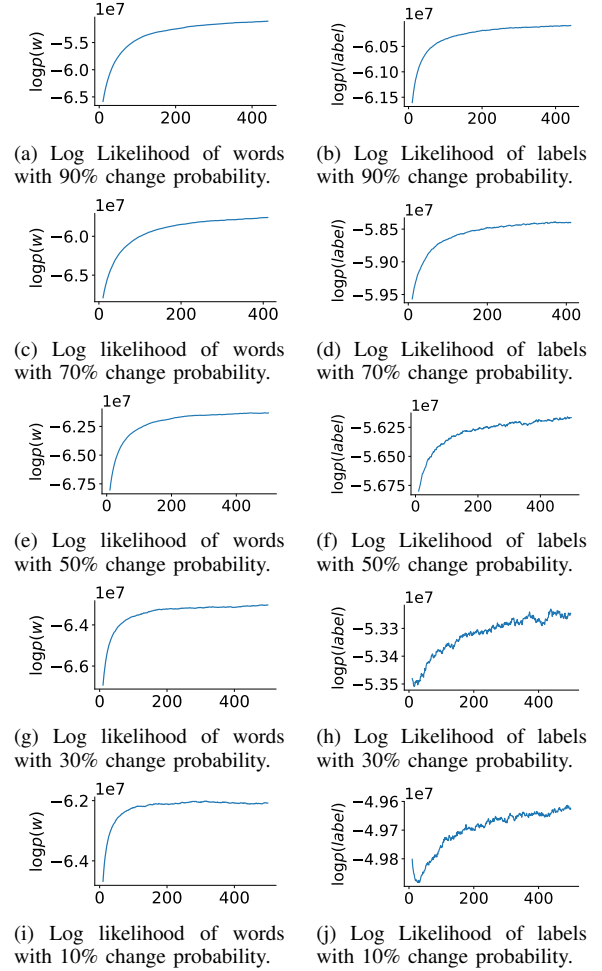 1e7
−5.5
−6.0
−6.5
logp(w)
0
200
400
1e7
−6.05
−6.10
−6.15
logp(label)
0
200
400
(a) Log Likelihood of words
with 90% change probability.
(b) Log Likelihood of labels
with 90% change probability.
1e7
−6.0
−6.5
logp(w)
0
200
400
1e7
−5.85
−5.90
−5.95
logp(label)
0
200
400
(c) Log likelihood of words
with 70% change probability.
(d) Log Likelihood of labels
with 70% change probability.
1e7
−6.25
−6.50
−6.75
logp(w)
0
200
400
1e7
−5.625
−5.650
−5.675
logp(label)
0
200
400
(e) Log likelihood of words
with 50% change probability.
(f) Log Likelihood of labels
with 50% change probability.
1e7
−6.4
−6.6
logp(w)
0
200
400
1e7
−5.33
−5.34
−5.35
logp(label)
0
200
400
(g) Log likelihood of words
with 30% change probability.
(h) Log Likelihood of labels
with 30% change probability.
1e7
−6.2
−6.4
logp(w)
0
200
400
1e7
−4.96
−4.97
−4.98
logp(label)
0
200
400
(i) Log likelihood of words
with 10% change probability.
(j) Log Likelihood of labels
with 10% change probability.